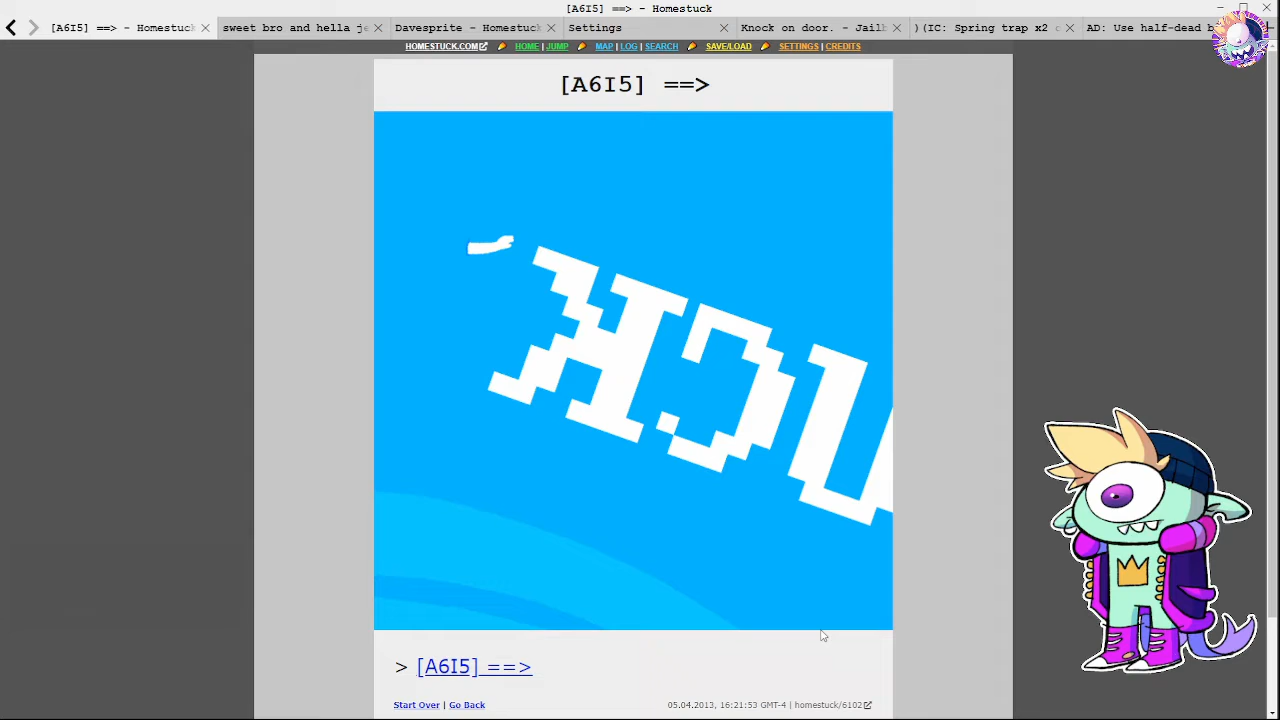 [A6I5] ==> - Homestuck
[A6I5] ==> - Homestuck
sweet bro and hella je
Davesprite - Homestuck
Settings
Knock on door. - Jailb
)(IC: Spring trap x2 c
AD: Use half-dead b
HOMESTUCK.COM HOME | JUMP MAP | LOG | SEARCH SAVE/LOAD SETTINGS | CREDITS
[A6I5] ==>
> [A6I5] ==>
Start Over | Go Back
05.04.2013, 16:21:53 GMT-4 | homestuck/6102